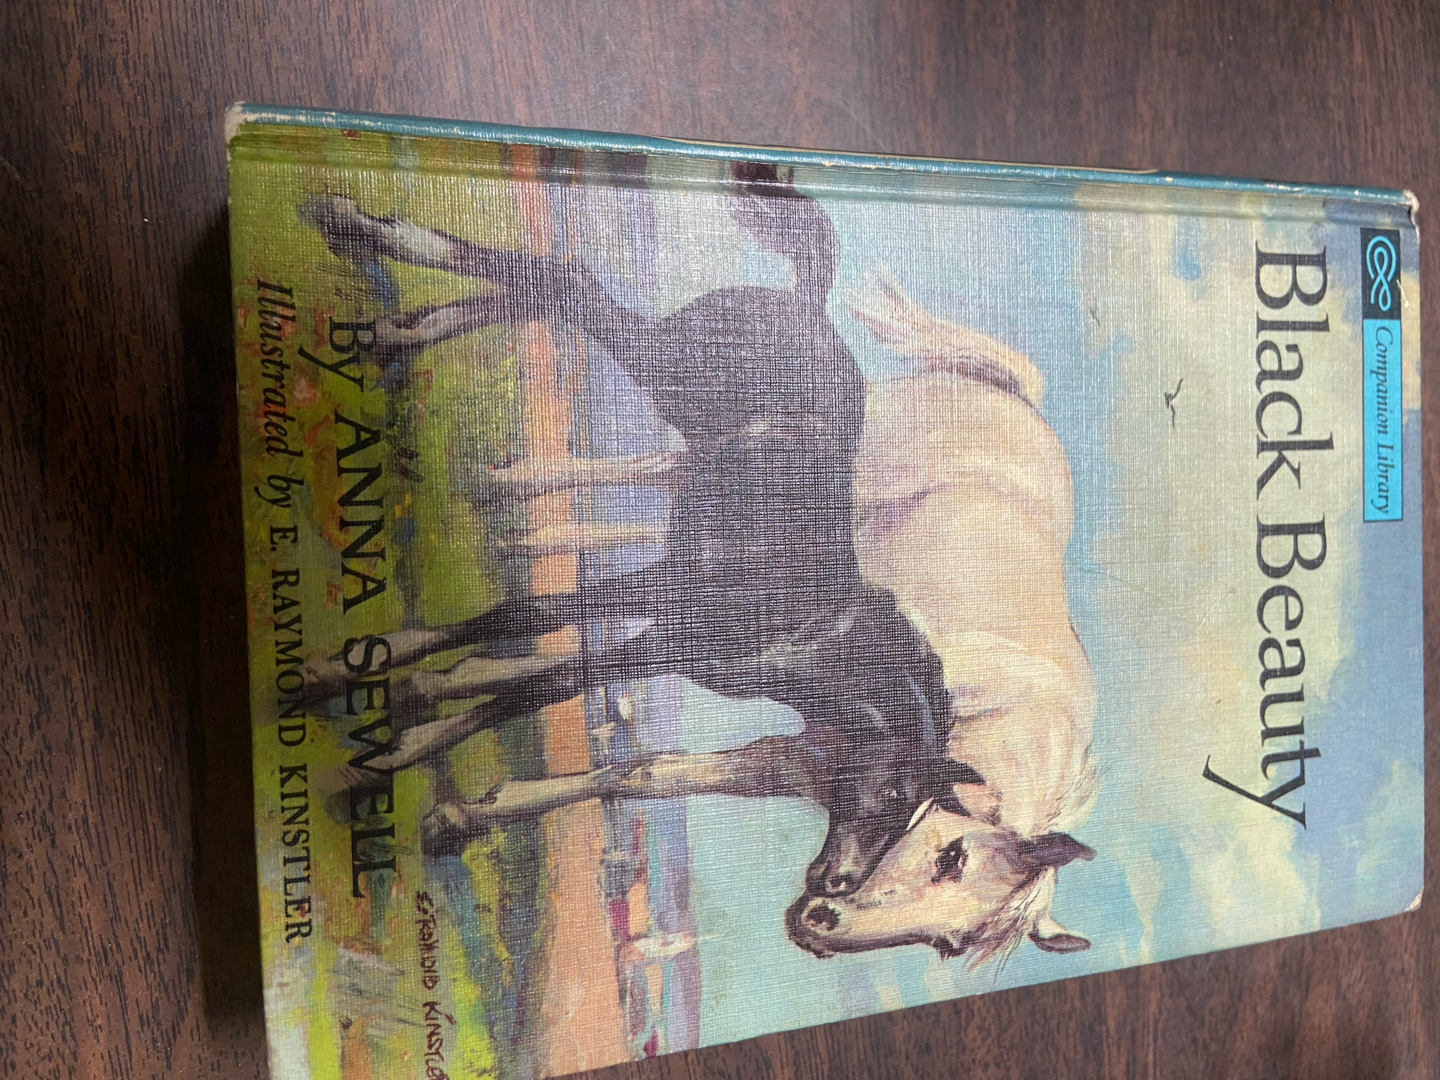 Companion Library
Black Beauty
By ANNA SEWELL
Illustrated by E. RAYMOND KINSTLER